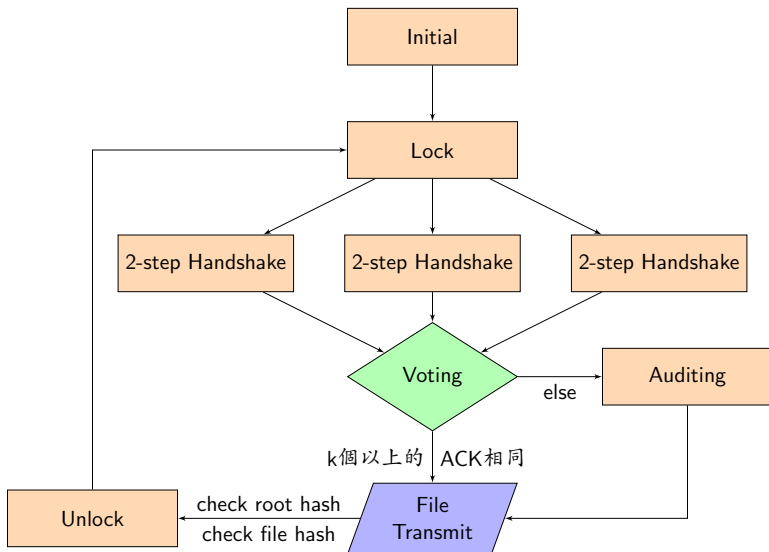 Initial
Lock
2-step Handshake
2-step Handshake
2-step Handshake
Voting
else
Auditing
k個以上的
ACK相同
File
Transmit
check root hash
check file hash
Unlock